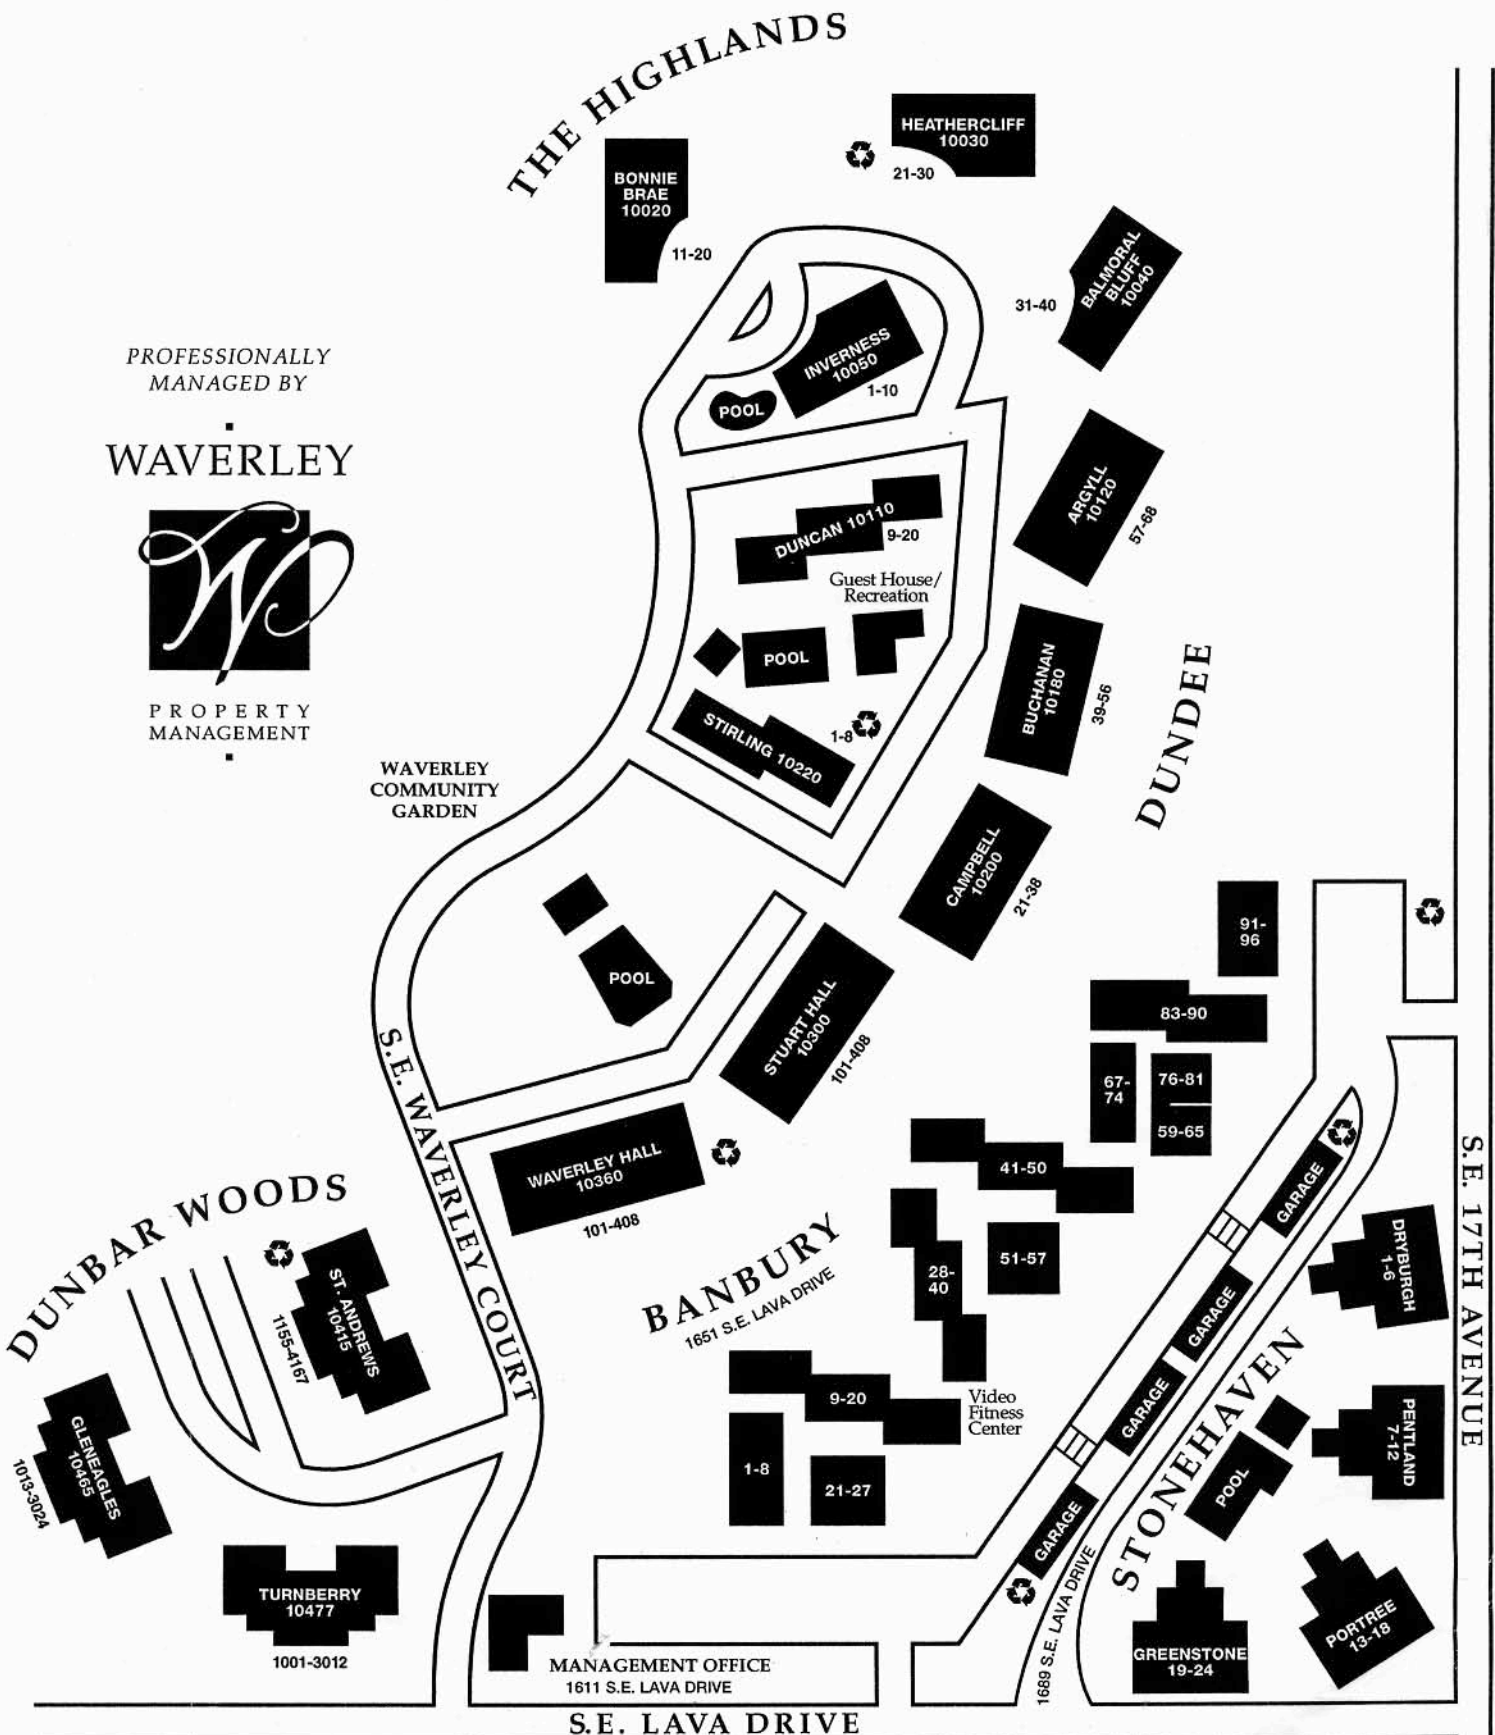 THE HIGHLANDS
HEATHERCLIFF
10030
21-30
BONNIE
BRAE
10020
11-20
BALMORAL
BLUFF
10040
31-40
INVERNESS
10050
1-10
POOL
PROFESSIONALLY
MANAGED BY
WAVERLEY
W
PROPERTY
MANAGEMENT
ARGYLL
10120
57-68
DUNCAN 10110
9-20
Guest House/
Recreation
POOL
BUCHANAN
10180
39-56
DUNDEE
STIRLING 10220
1-8
WAVERLEY
COMMUNITY
GARDEN
CAMPBELL
10200
21-38
POOL
STUART HALL
10300
101-408
91-
96
83-90
67-
74
76-81
59-65
S.E. WAVERLEY COURT
WAVERLEY HALL
10360
101-408
41-50
28-
40
51-57
BANBURY
1651 S.E. LAVA DRIVE
9-20
Video
Fitness
Center
1-8
21-27
GARAGE
GARAGE
GARAGE
GARAGE
S.E. 17TH AVENUE
DRYBURGH
1-6
PENTLAND
7-12
STONEHAVEN
POOL
PORTREE
13-18
GREENSTONE
19-24
1689 S.E. LAVA DRIVE
DUNBAR WOODS
ST. ANDREWS
10415
1155-4167
GLENEAGLES
10465
1013-3024
TURNBERRY
10477
1001-3012
MANAGEMENT OFFICE
1611 S.E. LAVA DRIVE
S.E. LAVA DRIVE